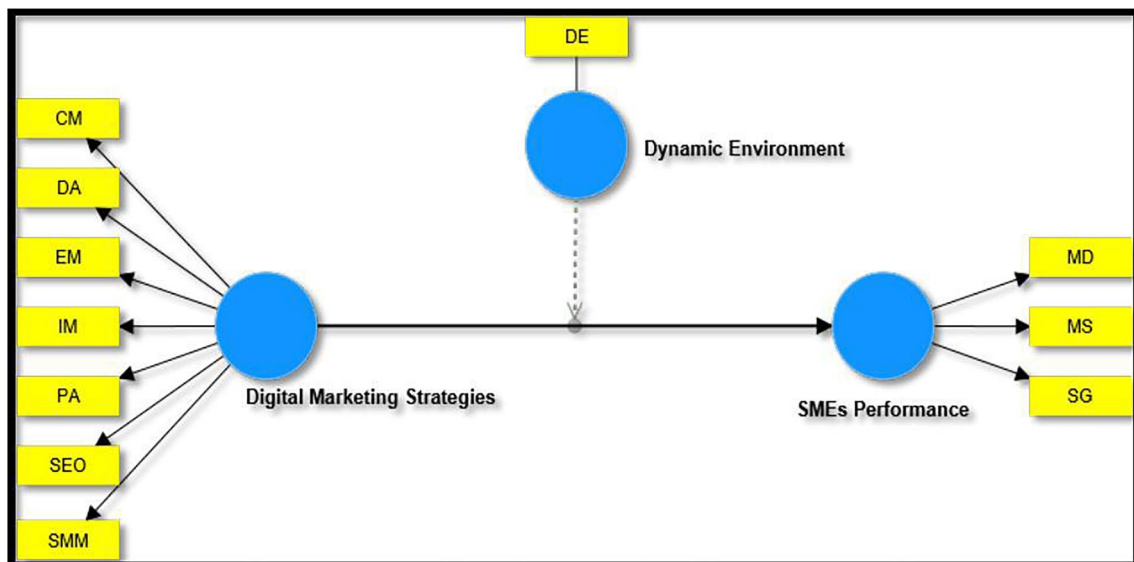 DE
Dynamic Environment
CM
DA
EM
IM
PA
SEO
SMM
Digital Marketing Strategies
SMEs Performance
MD
MS
SG